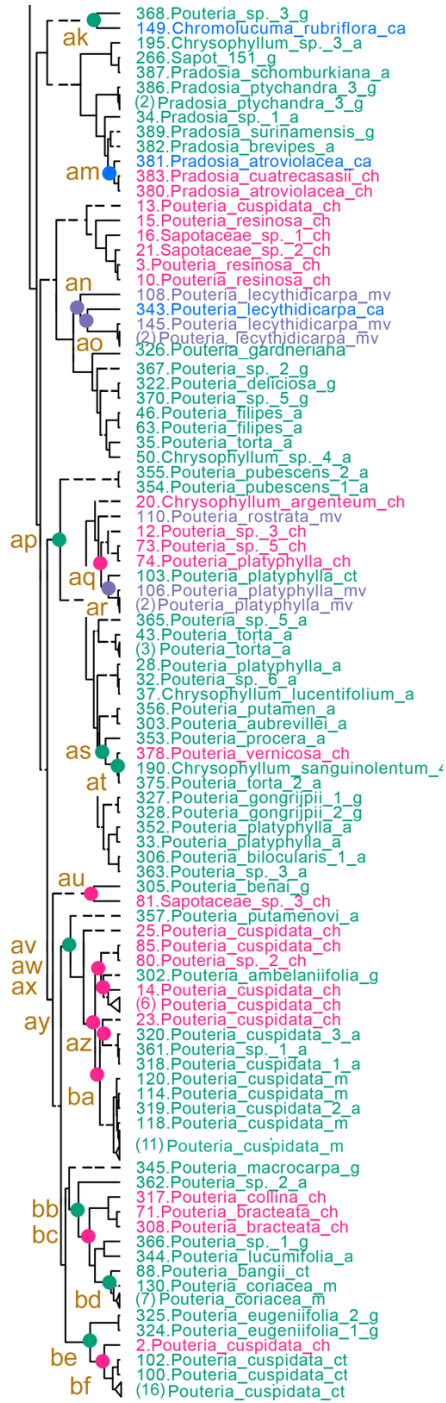 368.Pouteria_sp._3_g
ak
149.Chromolucuma_rubriflora_ca
195.Chrysophyllum_sp._3_a
266.Sapot_151_g
387.Pradosia_schomburkiana_a
386.Pradosia_ptychandra_3_g
(2)Pradosia_ptychandra_3_g
34.Pradosia_sp._1_a
389.Pradosia_surinamensis_g
382.Pradosia_brevipes_a
381.Pradosia_atroviolacea_ca
am
383.Pradosia_cuatrecasasii_ch
380.Pradosia_atroviolacea_ch
13.Pouteria_cuspidata_ch
15.Pouteria_resinosa_ch
16.Sapotaceae_sp._1_ch
21.Sapotaceae_sp._2_ch
3.Pouteria_resinosa_ch
10.Pouteria_resinosa_ch
an
108.Pouteria_lecythidicarpa_mv
343.Pouteria_lecythidicarpa_ca
145.Pouteria_lecythidicarpa_mv
ao
(2)Pouteria_lecythidicarpa_mv
326.Pouteria_gardneriana
367.Pouteria_sp._2_g
322.Pouteria_deliciosa_g
370.Pouteria_sp._5_g
46.Pouteria_filipes_a
63.Pouteria_filipes_a
35.Pouteria_torta_a
50.Chrysophyllum_sp._4_a
355.Pouteria_pubescens_2_a
354.Pouteria_pubescens_1_a
20.Chrysophyllum_argenteum_ch
110.Pouteria_rostrata_mv
12.Pouteria_sp._3_ch
ap
73.Pouteria_sp._5_ch
74.Pouteria_platyphylla_ch
aq
103.Pouteria_platyphylla_ct
106.Pouteria_platyphylla_mv
ar
(2)Pouteria_platyphylla_mv
365.Pouteria_sp._5_a
43.Pouteria_torta_a
(3)Pouteria_torta_a
28.Pouteria_platyphylla_a
32.Pouteria_sp._6_a
37.Chrysophyllum_lucentifolium_a
356.Pouteria_putamen_a
303.Pouteria_aubrevillei_a
353.Pouteria_procera_a
as
378.Pouteria_vernicosa_ch
190.Chrysophyllum_sanguinolentum_4
at
375.Pouteria_torta_2_a
327.Pouteria_gongrijpii_1_g
328.Pouteria_gongrijpii_2_g
352.Pouteria_platyphylla_a
33.Pouteria_platyphylla_a
306.Pouteria_bilocularis_1_a
363.Pouteria_sp._3_a
au
305.Pouteria_benai_g
81.Sapotaceae_sp._3_ch
357.Pouteria_putamenovi_a
25.Pouteria_cuspidata_ch
av
85.Pouteria_cuspidata_ch
80.Pouteria_sp._2_ch
aw
302.Pouteria_ambelaniifolia_g
ax
14.Pouteria_cuspidata_ch
(6)Pouteria_cuspidata_ch
ay
23.Pouteria_cuspidata_ch
320.Pouteria_cuspidata_3_a
az
361.Pouteria_sp._1_a
318.Pouteria_cuspidata_1_a
120.Pouteria_cuspidata_m
ba
114.Pouteria_cuspidata_m
319.Pouteria_cuspidata_2_a
118.Pouteria_cuspidata_m
(11)Pouteria_cuspidata_m
345.Pouteria_macrocarpa_g
362.Pouteria_sp._2_a
317.Pouteria_collina_ch
bb
71.Pouteria_bracteata_ch
308.Pouteria_bracteata_ch
bc
366.Pouteria_sp._1_g
344.Pouteria_lucumifolia_a
88.Pouteria_bangii_ct
130.Pouteria_coriacea_m
bd
(7)Pouteria_coriacea_m
325.Pouteria_eugeniifolia_2_g
324.Pouteria_eugeniifolia_1_g
2.Pouteria_cuspidata_ch
be
102.Pouteria_cuspidata_ct
100.Pouteria_cuspidata_ct
bf
(16)Pouteria_cuspidata_ct